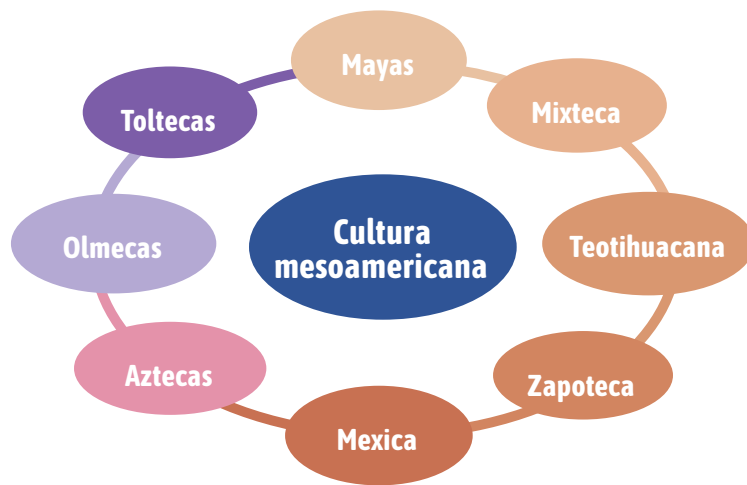 Mayas
Mixteca
Teotihuacana
Zapoteca
Mexica
Aztecas
Olmecas
Toltecas
Cultura
mesoamericana